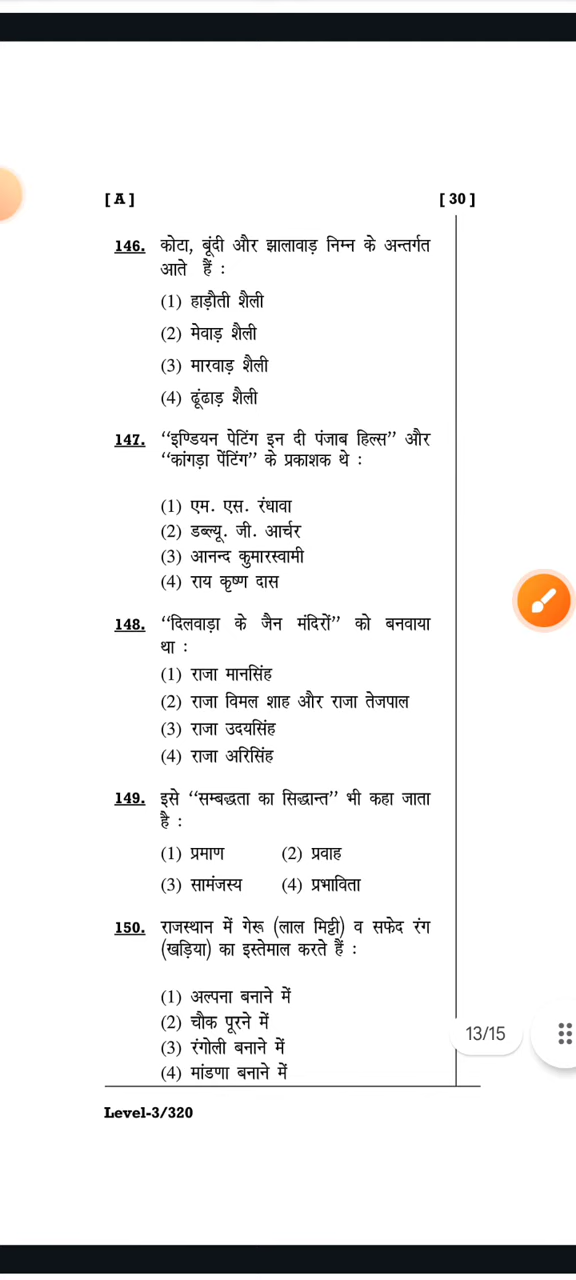 [ A ] [ 30 ]
146. कोटा, बूंदी और झालावाड़ निम्न के अन्तर्गत
आते हैं :
(1) हाड़ौती शैली
(2) मेवाड़ शैली
(3) मारवाड़ शैली
(4) ढूंढाड़ शैली
147. “इण्डियन पेटिंग इन दी पंजाब हिल्स” और
“कांगड़ा पेंटिंग” के प्रकाशक थे :
(1) एम. एस. रंधावा
(2) डब्ल्यू. जी. आर्चर
(3) आनन्द कुमारस्वामी
(4) राय कृष्ण दास
148. “दिलवाड़ा के जैन मंदिरों” को बनवाया
था :
(1) राजा मानसिंह
(2) राजा विमल शाह और राजा तेजपाल
(3) राजा उदयसिंह
(4) राजा अरिसिंह
149. इसे “सम्बद्धता का सिद्धान्त” भी कहा जाता
है :
(1) प्रमाण (2) प्रवाह
(3) सामंजस्य (4) प्रभाविता
150. राजस्थान में गेरू (लाल मिट्टी) व सफेद रंग
(खड़िया) का इस्तेमाल करते हैं :
(1) अल्पना बनाने में
(2) चौक पूरने में
(3) रंगोली बनाने में
(4) मांडणा बनाने में
13/15
Level-3/320